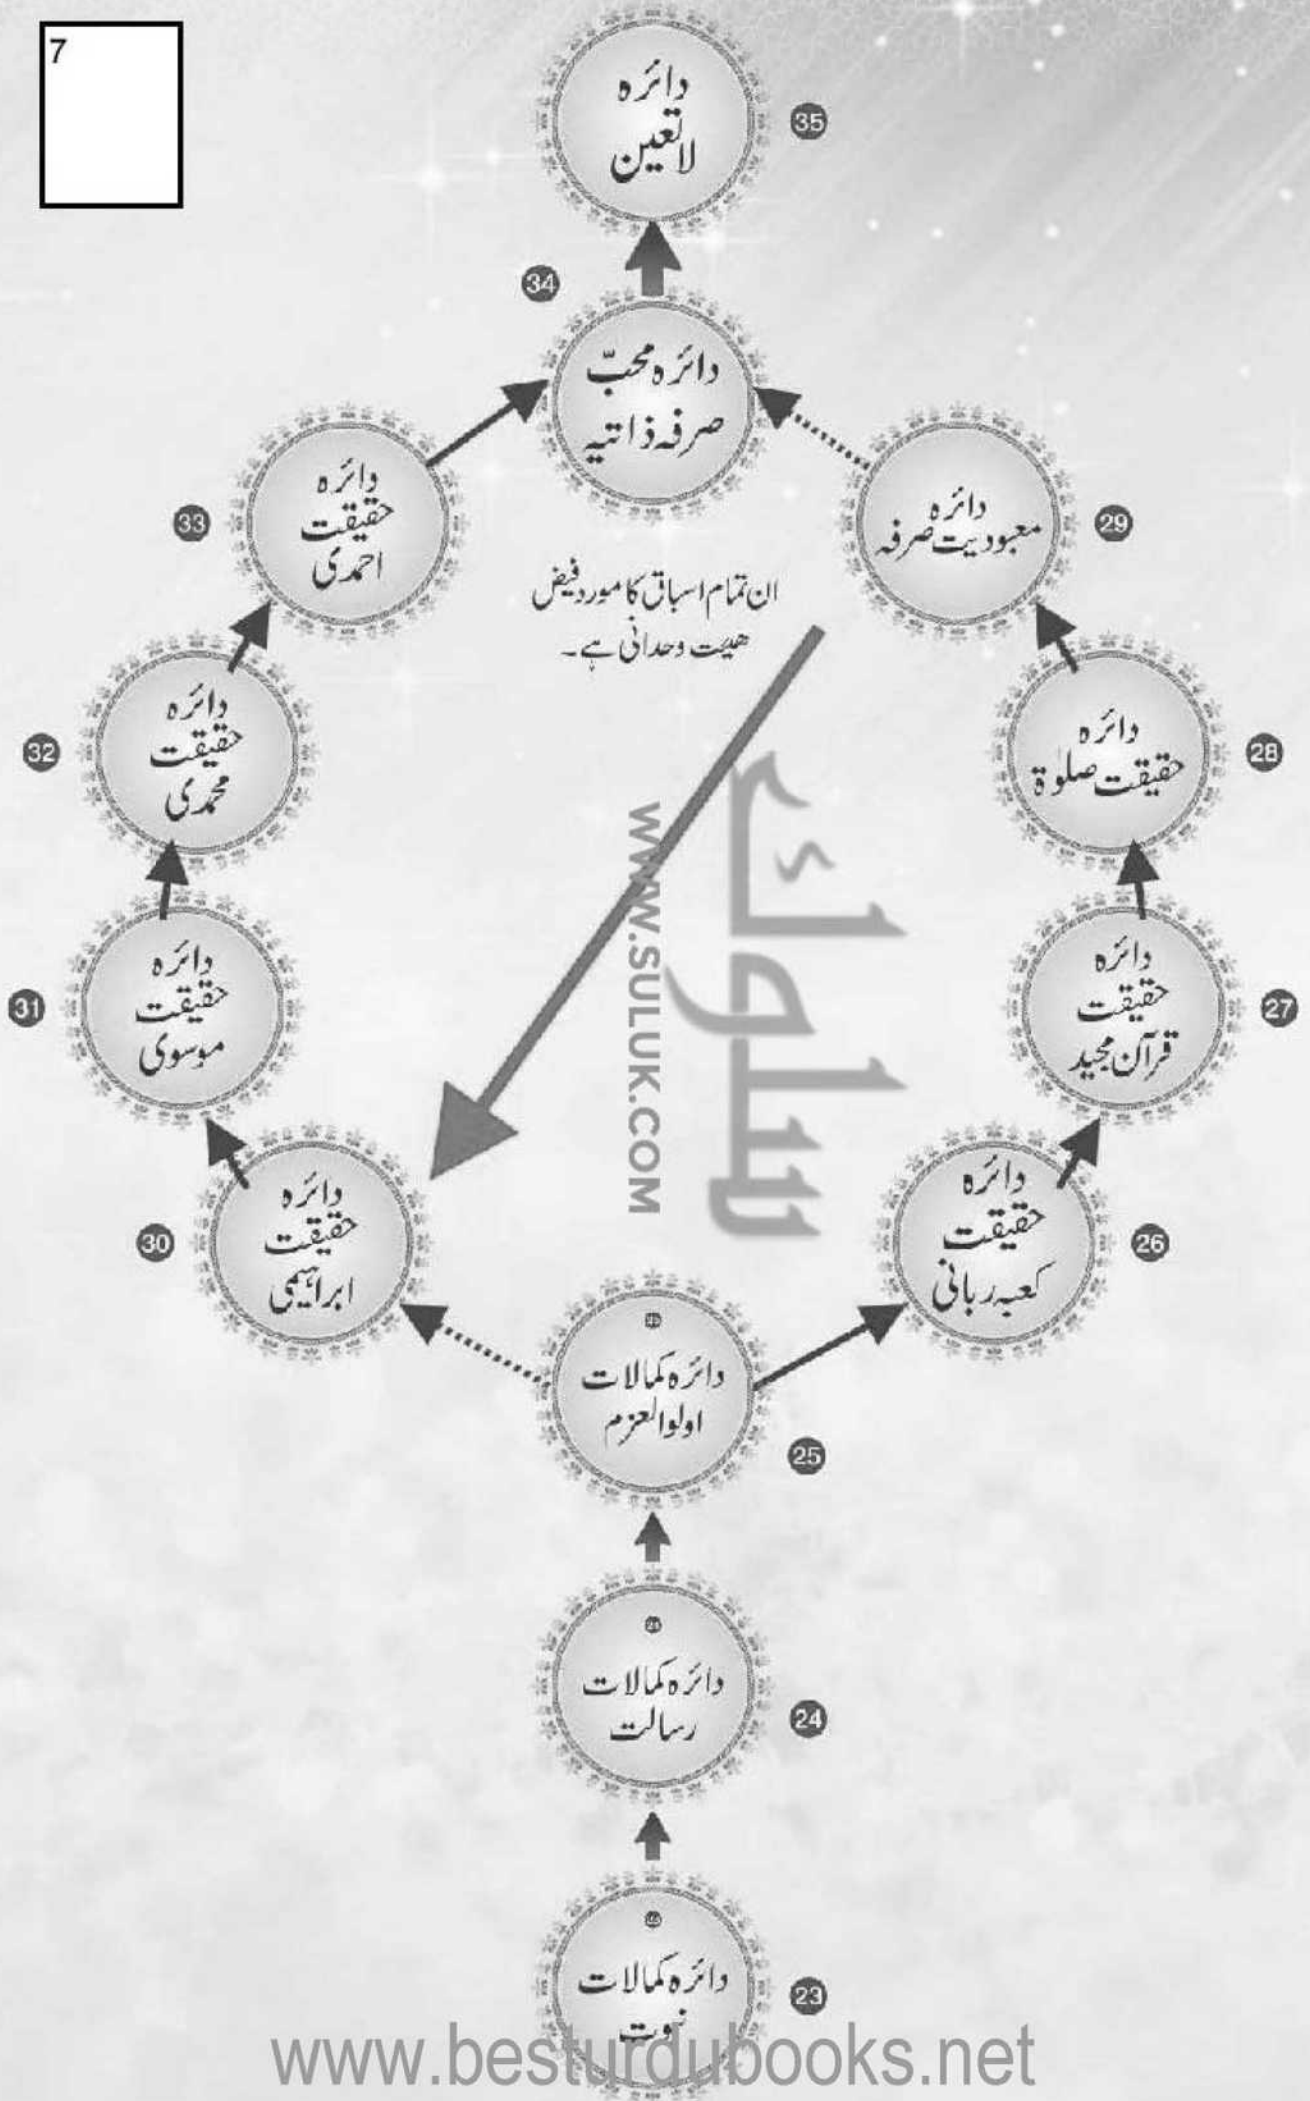 7
دائرہ
لاتعین
35
34
دائرہ محبّ
صرفہ ذاتیہ
33
دائرہ
حقیقت
احمدی
دائرہ
معبودیت صرفہ
29
ان تمام اسباق کا مورد فیض
ھیئت وحدانی ہے۔
32
دائرہ
حقیقت
محمدی
دائرہ
حقیقت صلوٰۃ
28
31
دائرہ
حقیقت
موسوی
سلوک
WWW.SULUK.COM
دائرہ
حقیقت
قرآن مجید
27
30
دائرہ
حقیقت
ابراہیمی
دائرہ
حقیقت
کعبہ ربانی
26
دائرہ کمالات
اولوالعزم
25
دائرہ کمالات
رسالت
24
دائرہ کمالات
نبوت
23
www.besturdubooks.net